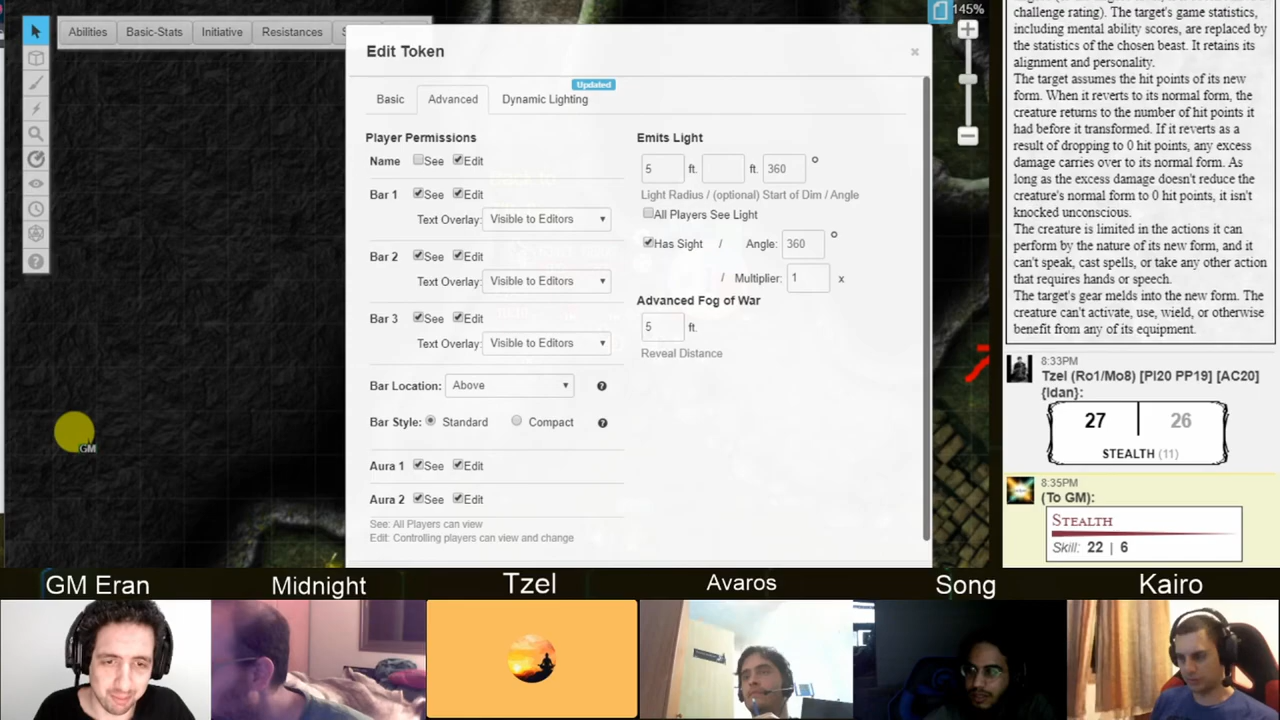 Abilities
Basic-Stats
Initiative
Resistances
145%
Edit Token
Updated
Basic
Advanced
Dynamic Lighting
Player Permissions
Name See Edit
Bar 1 See Edit
Text Overlay: Visible to Editors
Bar 2 See Edit
Text Overlay: Visible to Editors
Bar 3 See Edit
Text Overlay: Visible to Editors
Bar Location: Above
Bar Style: Standard Compact
Aura 1 See Edit
Aura 2 See Edit
See: All Players can view
Edit: Controlling players can view and change
Emits Light
5 ft. ft. 360 °
Light Radius / (optional) Start of Dim / Angle
All Players See Light
Has Sight / Angle: 360 °
/ Multiplier: 1 x
Advanced Fog of War
5 ft.
Reveal Distance
GM
challenge rating). The target's game statistics,
including mental ability scores, are replaced by
the statistics of the chosen beast. It retains its
alignment and personality.
The target assumes the hit points of its new
form. When it reverts to its normal form, the
creature returns to the number of hit points it
had before it transformed. If it reverts as a
result of dropping to 0 hit points, any excess
damage carries over to its normal form. As
long as the excess damage doesn't reduce the
creature's normal form to 0 hit points, it isn't
knocked unconscious.
The creature is limited in the actions it can
perform by the nature of its new form, and it
can't speak, cast spells, or take any other action
that requires hands or speech.
The target's gear melds into the new form. The
creature can't activate, use, wield, or otherwise
benefit from any of its equipment.
8:33PM
Tzel (Ro1/Mo8) [PI20 PP19] [AC20]
{idan}:
27 26
STEALTH (11)
8:35PM
(To GM):
STEALTH
Skill: 22 | 6
GM Eran
Midnight
Tzel
Avaros
Song
Kairo